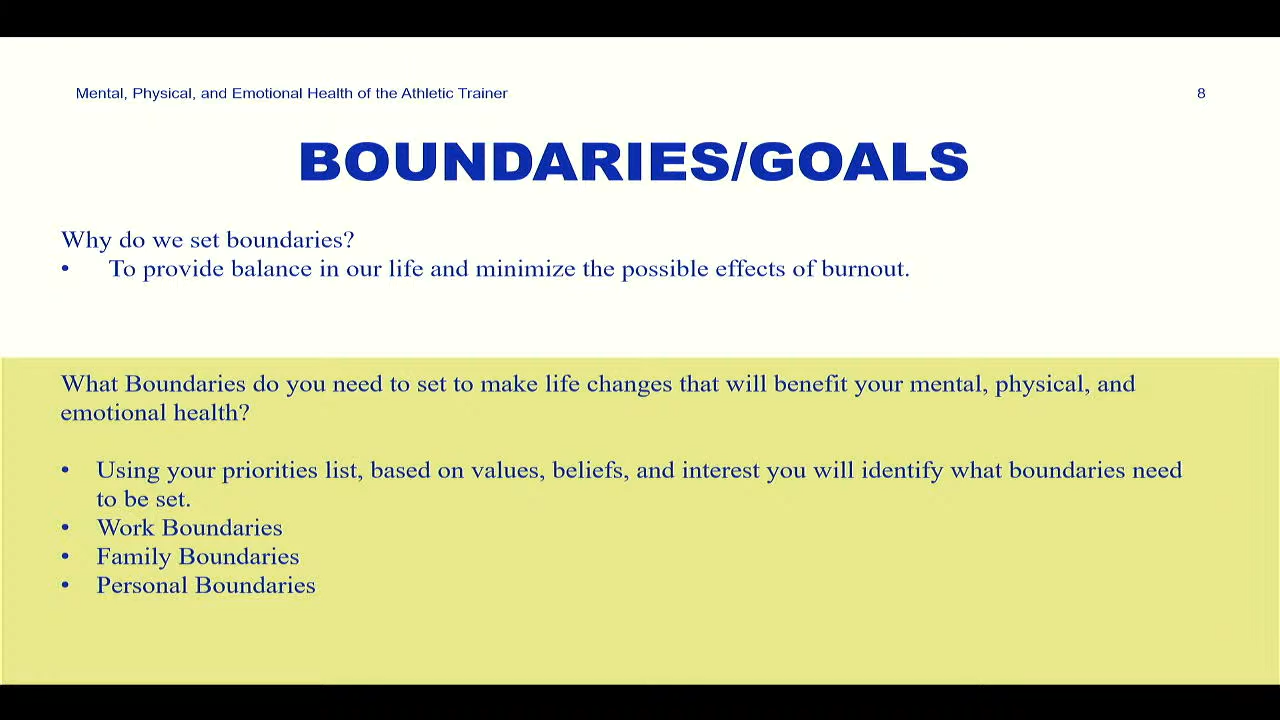 Mental, Physical, and Emotional Health of the Athletic Trainer
8
BOUNDARIES/GOALS
Why do we set boundaries?
• To provide balance in our life and minimize the possible effects of burnout.
What Boundaries do you need to set to make life changes that will benefit your mental, physical, and
emotional health?
• Using your priorities list, based on values, beliefs, and interest you will identify what boundaries need
to be set.
• Work Boundaries
• Family Boundaries
• Personal Boundaries